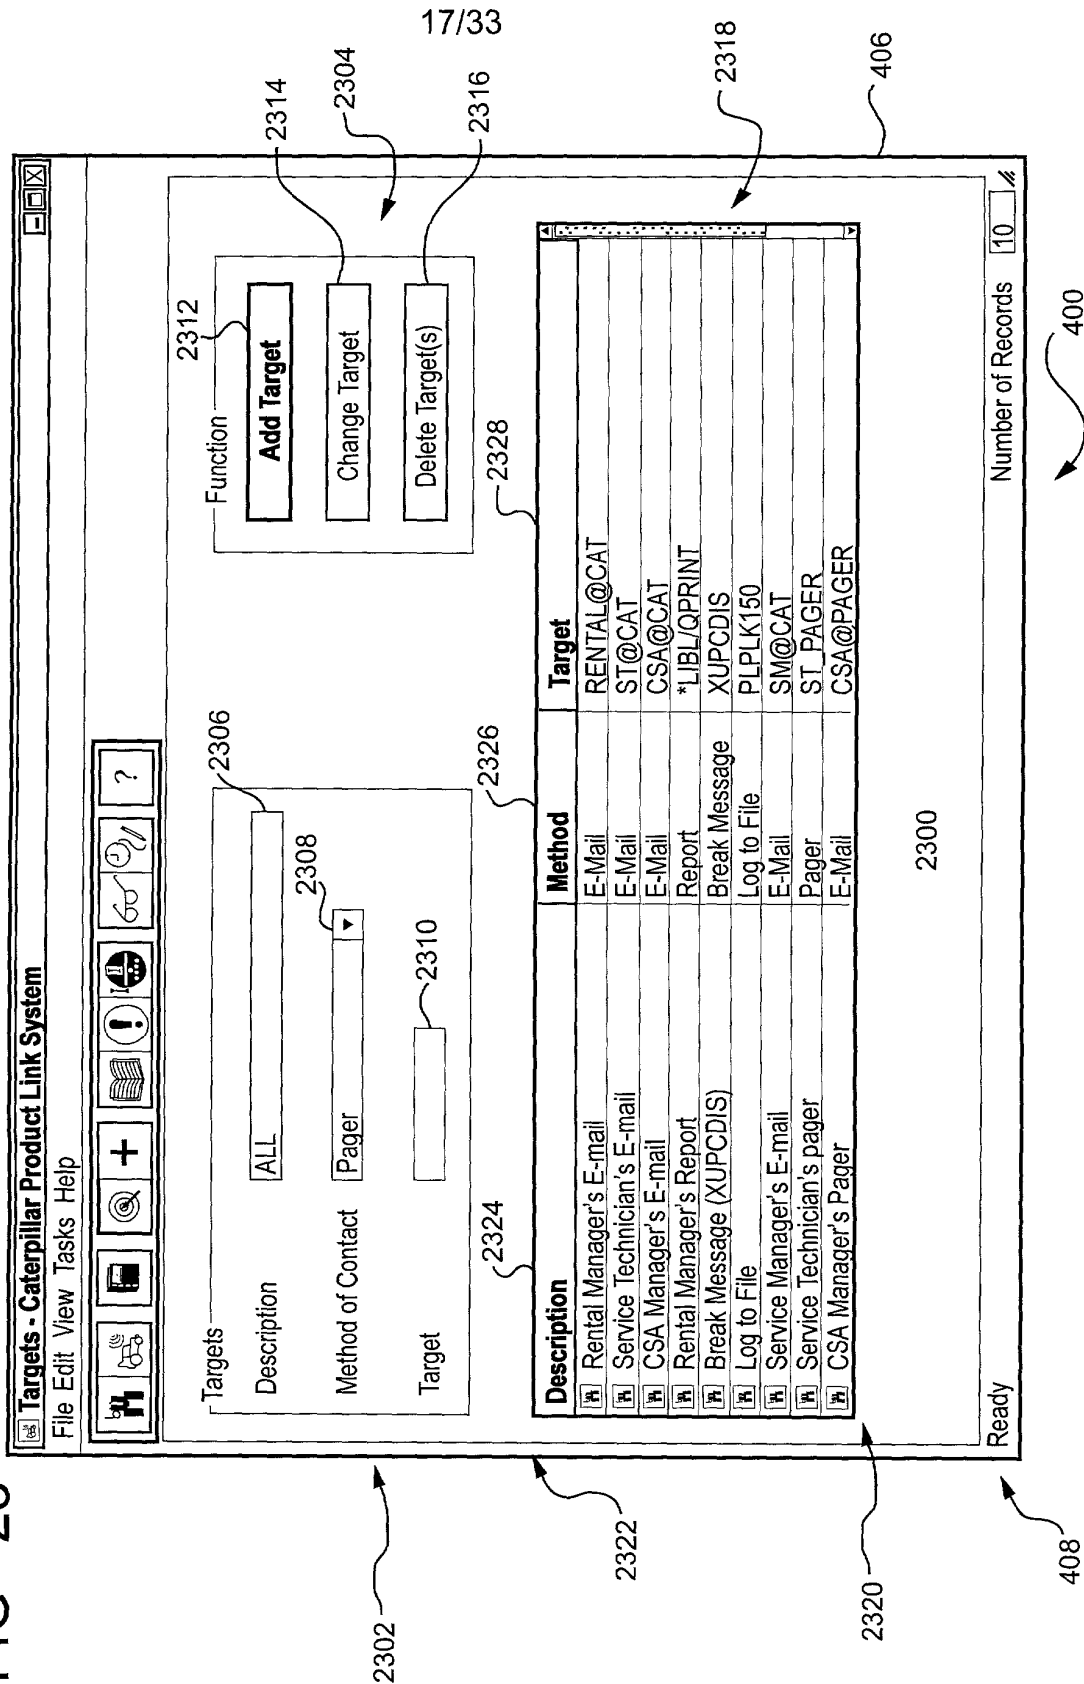 17/33
Targets - Caterpillar Product Link System
File Edit View Tasks Help
?
Targets
Description
ALL
2306
Method of Contact
Pager
2308
Target
2310
2302
Function
2312
Add Target
2314
Change Target
2304
Delete Target(s)
2316
2322
2324
2326
2328
Description Method Target
Rental Manager's E-mail E-Mail RENTAL@CAT
Service Technician's E-mail E-Mail ST@CAT
CSA Manager's E-mail E-Mail CSA@CAT
Rental Manager's Report Report *LIBL/QPRINT
Break Message (XUPCDIS) Break Message XUPCDIS
Log to File Log to File PLPLK150
Service Manager's E-mail E-Mail SM@CAT
Service Technician's pager Pager ST_PAGER
CSA Manager's Pager E-Mail CSA@PAGER
2318
2320
2300
406
Ready Number of Records 10
408
400